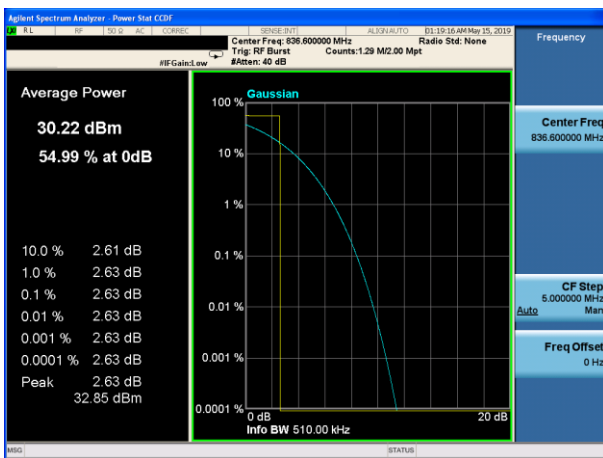 Agilent Spectrum Analyzer - Power Stat CCDF
RL RF 50 Ω AC CORREC SENSE:INT ALIGN AUTO 01:19:16 AM May 15, 2019
Center Freq: 836.600000 MHz Radio Std: None
Trig: RF Burst Counts:1.29 M/2.00 Mpt
#IFGain:Low #Atten: 40 dB
Frequency
Average Power
30.22 dBm
54.99 % at 0dB
10.0 % 2.61 dB
1.0 % 2.63 dB
0.1 % 2.63 dB
0.01 % 2.63 dB
0.001 % 2.63 dB
0.0001 % 2.63 dB
Peak 2.63 dB
32.85 dBm
Gaussian
100 %
10 %
1 %
0.1 %
0.01 %
0.001 %
0.0001 %
0 dB 20 dB
Info BW 510.00 kHz
Center Freq
836.600000 MHz
CF Step
5.000000 MHz
Auto Man
Freq Offset
0 Hz
MSG STATUS